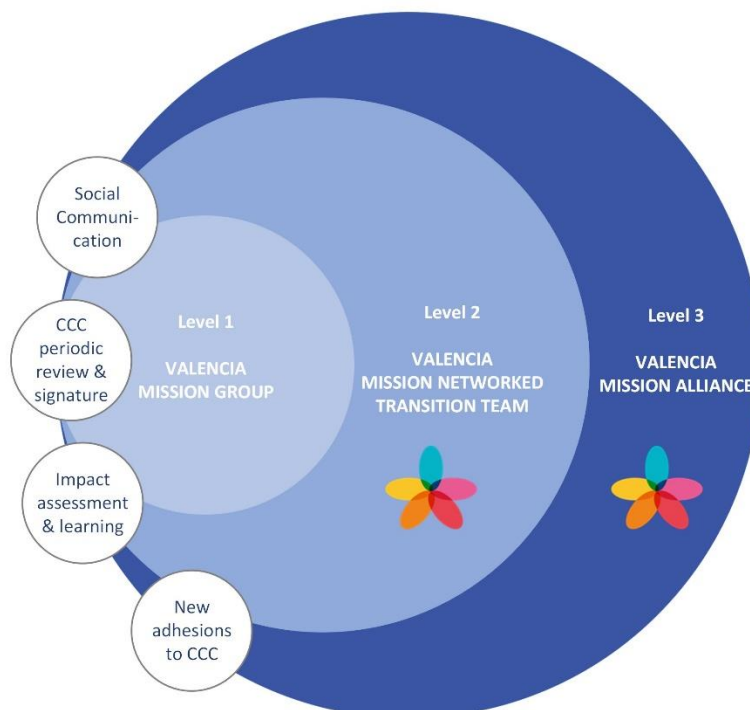 Social
Communi-
cation
CCC
periodic
review &
signature
Impact
assessment
& learning
New
adhesions
to CCC
Level 1
VALENCIA
MISSION GROUP
Level 2
VALENCIA
MISSION NETWORKED
TRANSITION TEAM
Level 3
VALENCIA
MISSION ALLIANCE